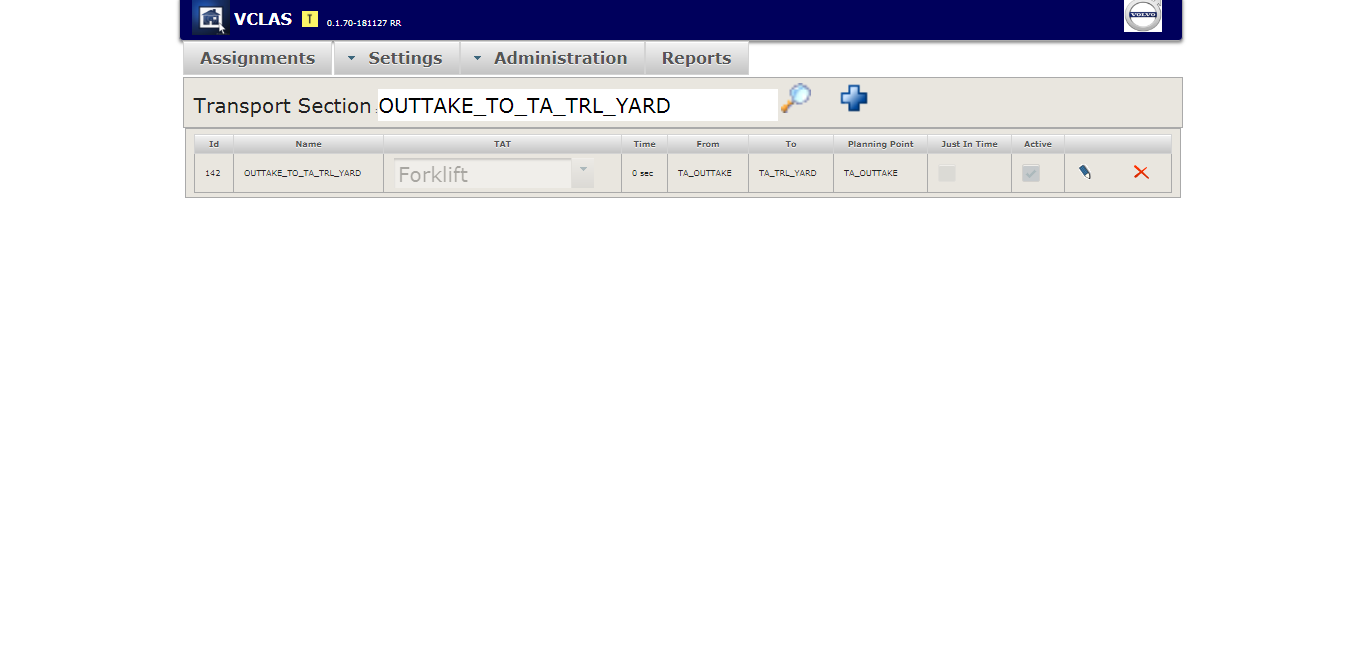 VCLAS T 0.1.70-181127 RR VOLVO
Assignments Settings Administration Reports
Transport Section : OUTTAKE_TO_TA_TRL_YARD
Id Name TAT Time From To Planning Point Just In Time Active
142 OUTTAKE_TO_TA_TRL_YARD Forklift 0 sec TA_OUTTAKE TA_TRL_YARD TA_OUTTAKE